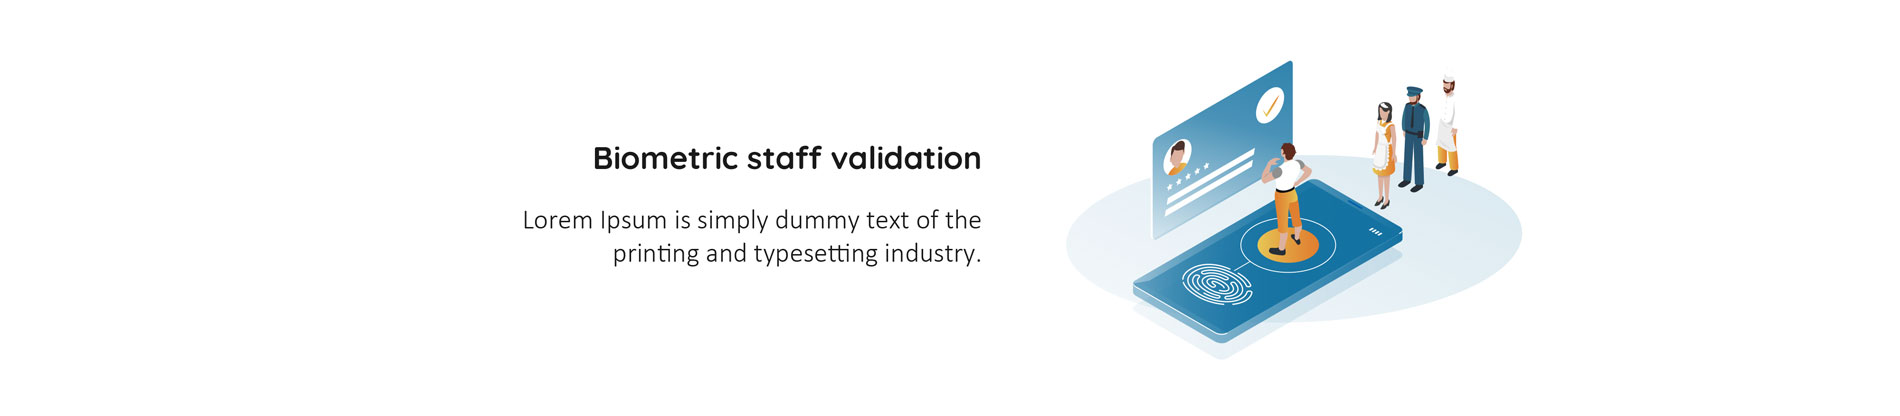 Biometric staff validation
Lorem Ipsum is simply dummy text of the
printing and typesetting industry.